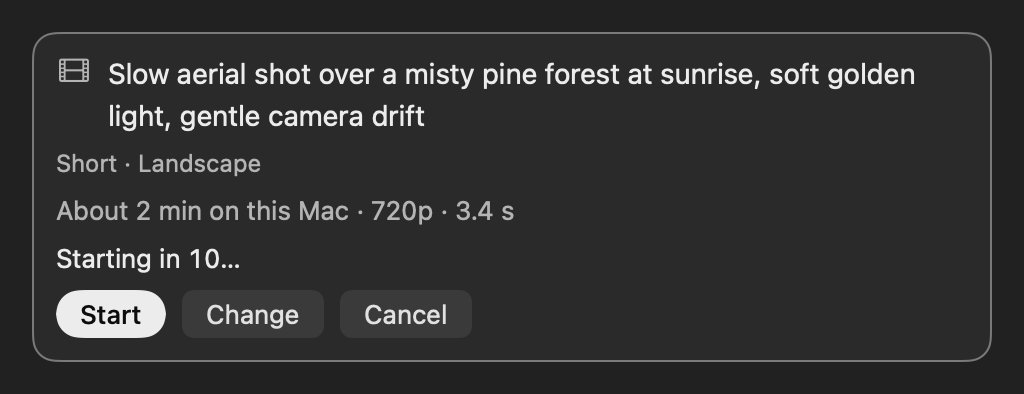 Slow aerial shot over a misty pine forest at sunrise, soft golden
light, gentle camera drift
Short · Landscape
About 2 min on this Mac · 720p · 3.4 s
Starting in 10...
Start
Change
Cancel